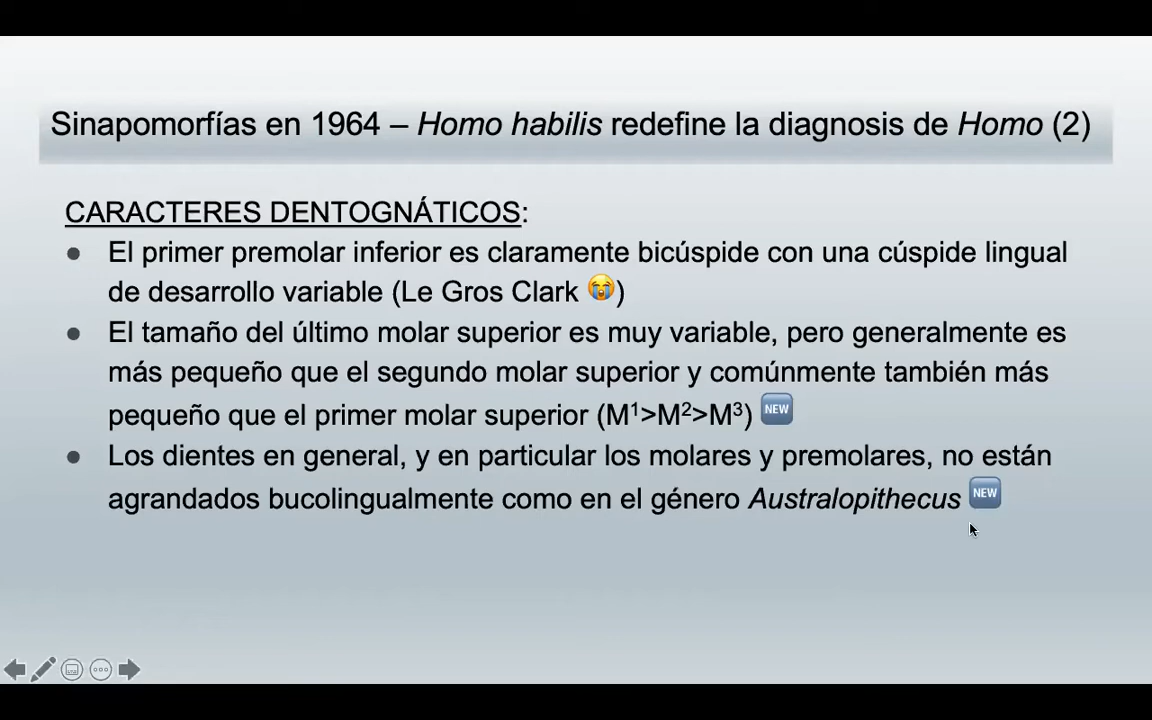 Sinapomorfías en 1964 – Homo habilis redefine la diagnosis de Homo (2)
CARACTERES DENTOGNÁTICOS:
● El primer premolar inferior es claramente bicúspide con una cúspide lingual
de desarrollo variable (Le Gros Clark 😭)
● El tamaño del último molar superior es muy variable, pero generalmente es
más pequeño que el segundo molar superior y comúnmente también más
pequeño que el primer molar superior (M¹>M²>M³) NEW
● Los dientes en general, y en particular los molares y premolares, no están
agrandados bucolingualmente como en el género Australopithecus NEW